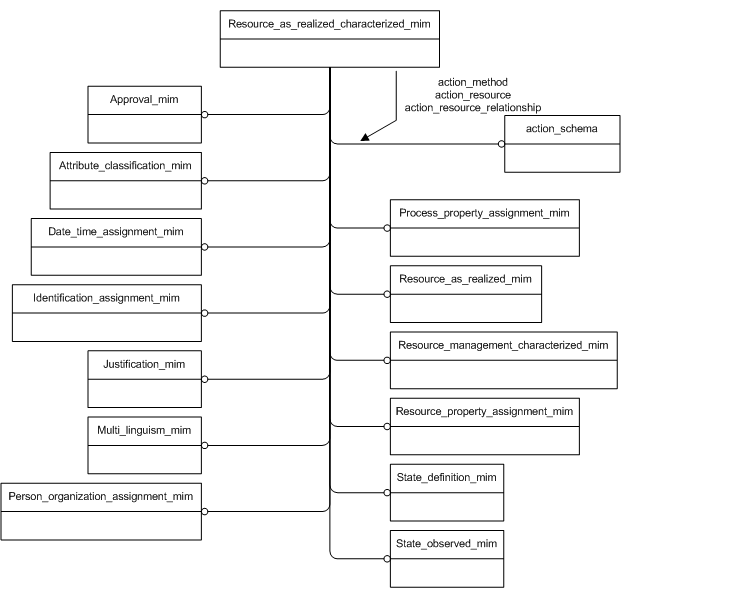 Resource_as_realized_characterized_mim
action_method
action_resource
action_resource_relationship
Approval_mim
action_schema
Attribute_classification_mim
Process_property_assignment_mim
Date_time_assignment_mim
Resource_as_realized_mim
Identification_assignment_mim
Resource_management_characterized_mim
Justification_mim
Resource_property_assignment_mim
Multi_linguism_mim
State_definition_mim
Person_organization_assignment_mim
State_observed_mim